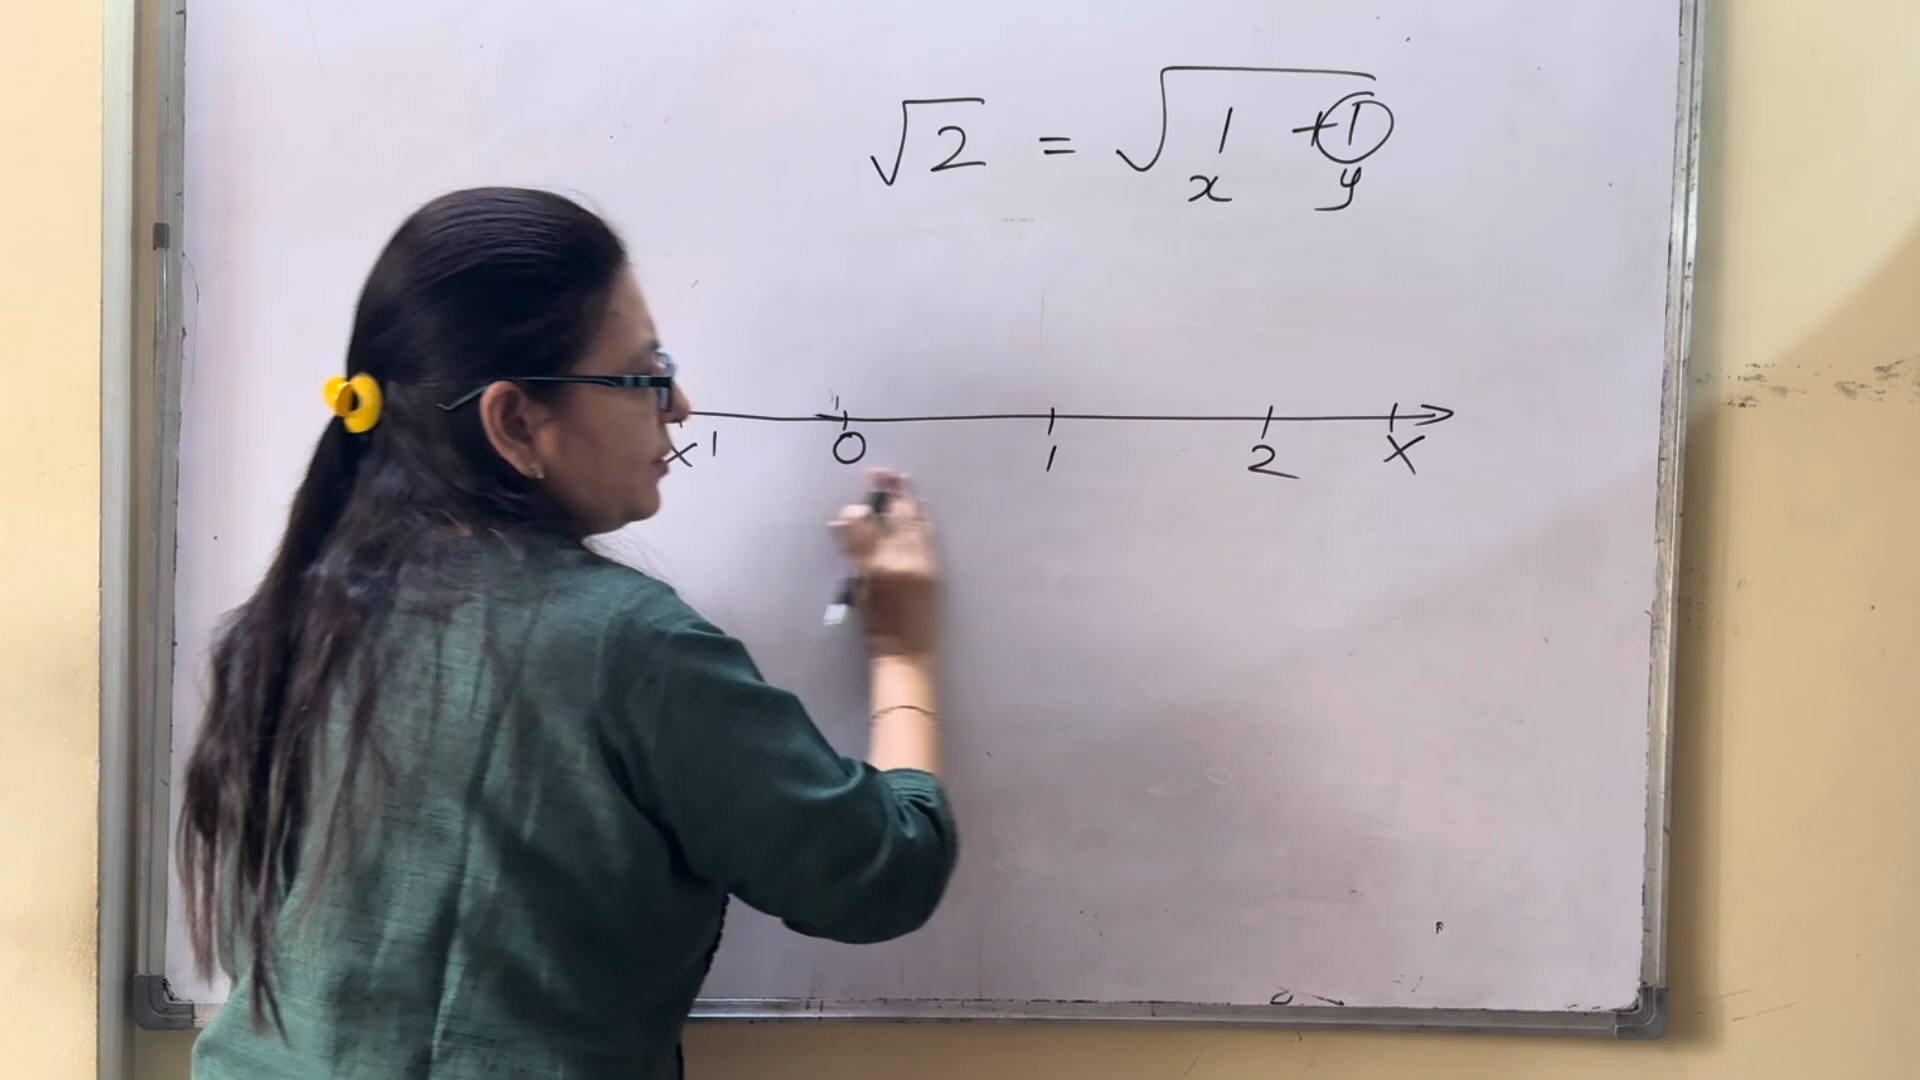 √2 = √1 + 1
x y
x' 0 1 2 X